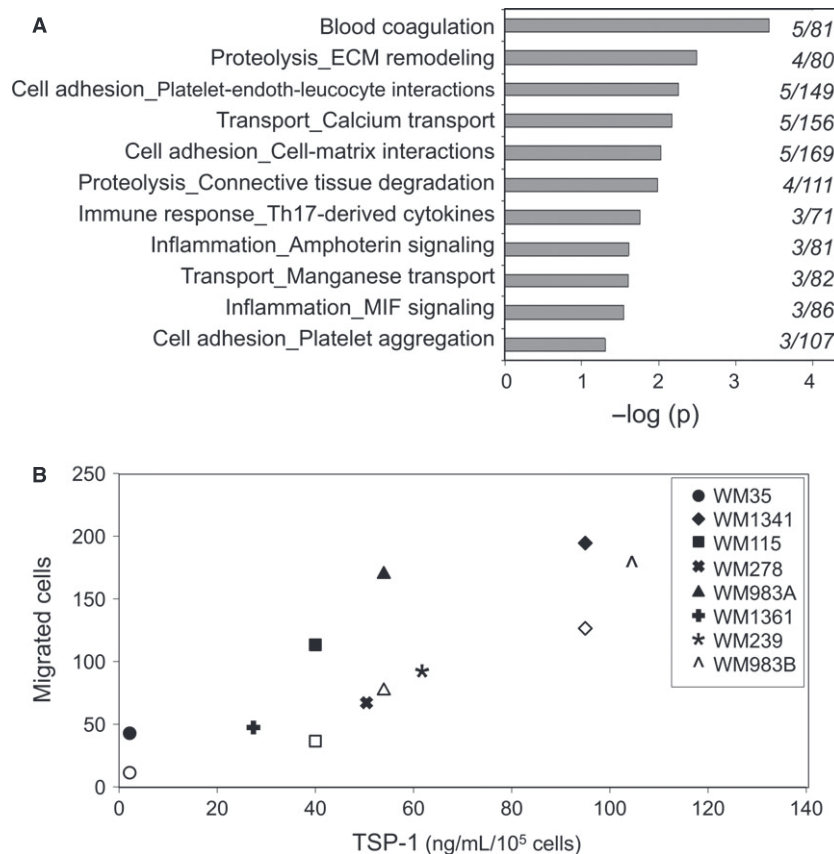 A
Blood coagulation 5/81
Proteolysis_ECM remodeling 4/80
Cell adhesion_Platelet-endoth-leucocyte interactions 5/149
Transport_Calcium transport 5/156
Cell adhesion_Cell-matrix interactions 5/169
Proteolysis_Connective tissue degradation 4/111
Immune response_Th17-derived cytokines 3/71
Inflammation_Amphoterin signaling 3/81
Transport_Manganese transport 3/82
Inflammation_MIF signaling 3/86
Cell adhesion_Platelet aggregation 3/107
0 1 2 3 4
–log (p)
B
250
200
150
100
50
0
Migrated cells
WM35
WM1341
WM115
WM278
WM983A
WM1361
WM239
WM983B
0 20 40 60 80 100 120 140
TSP-1 (ng/mL/10⁵ cells)